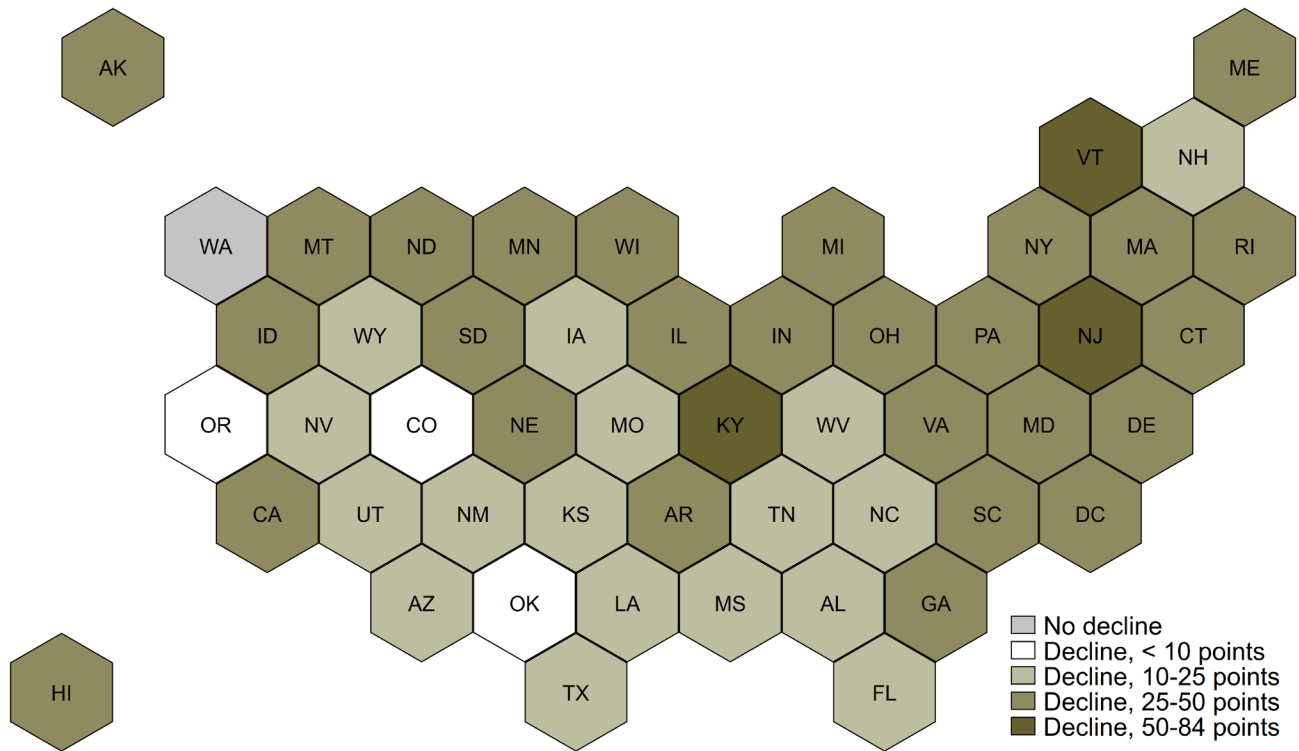 AK
ME
VT
NH
WA
MT
ND
MN
WI
MI
NY
MA
RI
ID
WY
SD
IA
IL
IN
OH
PA
NJ
CT
OR
NV
CO
NE
MO
KY
WV
VA
MD
DE
CA
UT
NM
KS
AR
TN
NC
SC
DC
AZ
OK
LA
MS
AL
GA
HI
TX
FL
No decline
Decline, < 10 points
Decline, 10-25 points
Decline, 25-50 points
Decline, 50-84 points